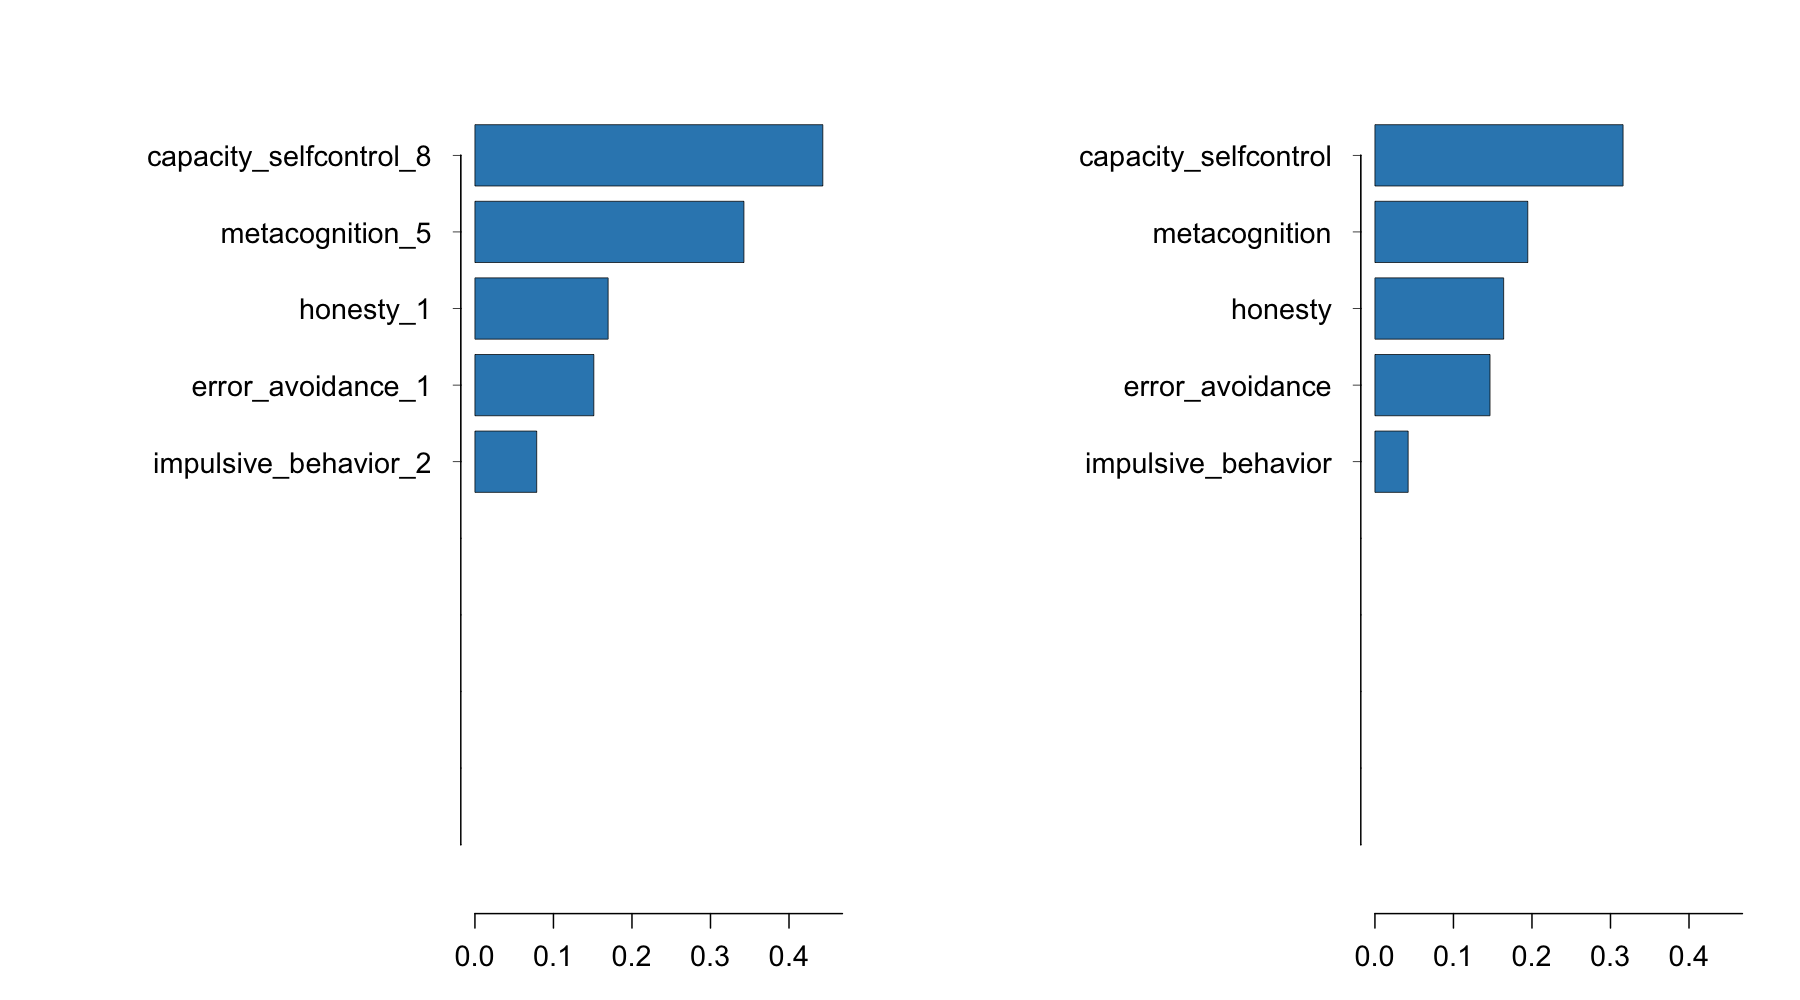 capacity_selfcontrol_8
metacognition_5
honesty_1
error_avoidance_1
impulsive_behavior_2
0.0 0.1 0.2 0.3 0.4
capacity_selfcontrol
metacognition
honesty
error_avoidance
impulsive_behavior
0.0 0.1 0.2 0.3 0.4